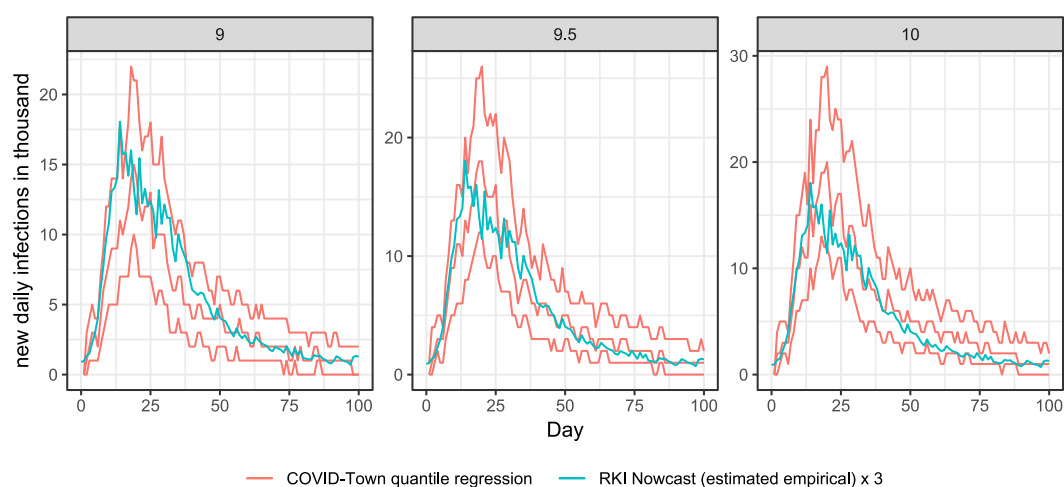 9
9.5
10
new daily infections in thousand
20
15
10
5
0
20
10
0
30
20
10
0
0 25 50 75 100
0 25 50 75 100
0 25 50 75 100
Day
COVID-Town quantile regression
RKI Nowcast (estimated empirical) x 3